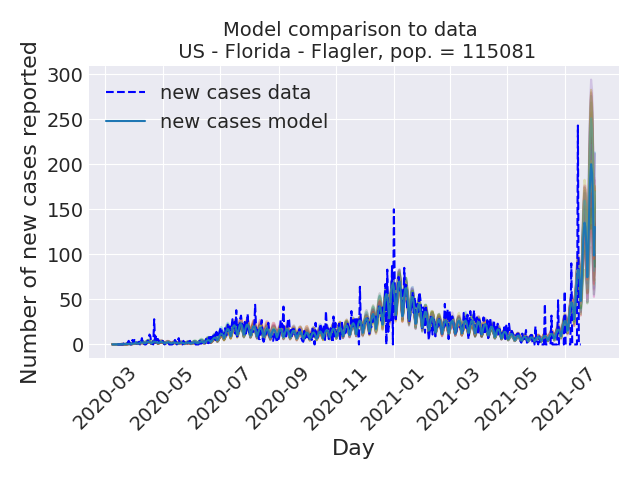 Model comparison to data
US - Florida - Flagler, pop. = 115081
Number of new cases reported
300
250
200
150
100
50
0
new cases data
new cases model
2020-03
2020-05
2020-07
2020-09
2020-11
2021-01
2021-03
2021-05
2021-07
Day